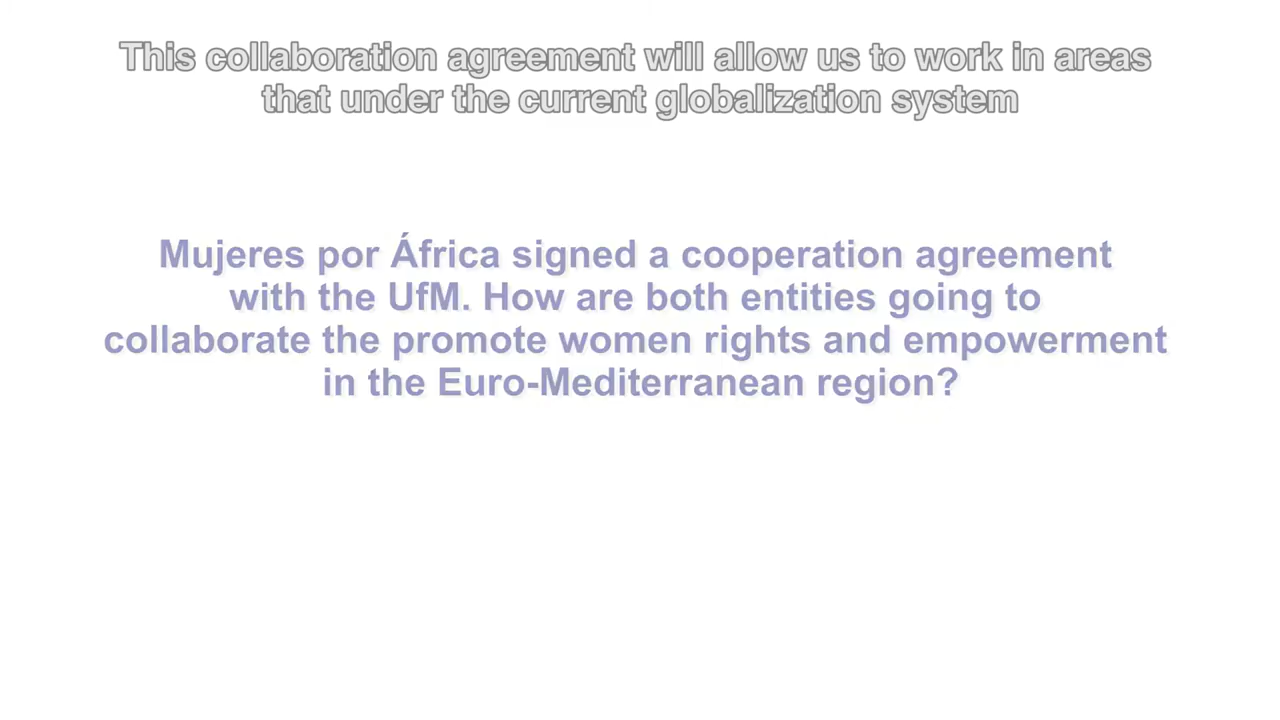 This collaboration agreement will allow us to work in areas
that under the current globalization system
Mujeres por África signed a cooperation agreement
with the UfM. How are both entities going to
collaborate the promote women rights and empowerment
in the Euro-Mediterranean region?